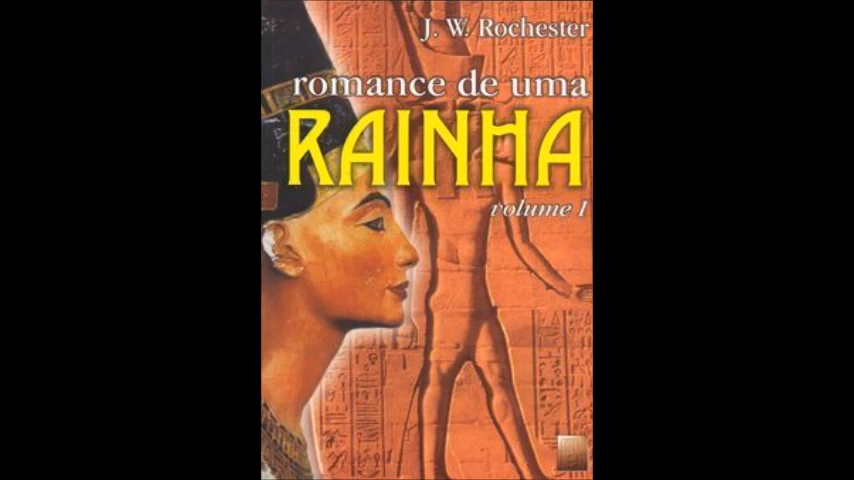 J. W. Rochester
romance de uma
RAINHA
volume I